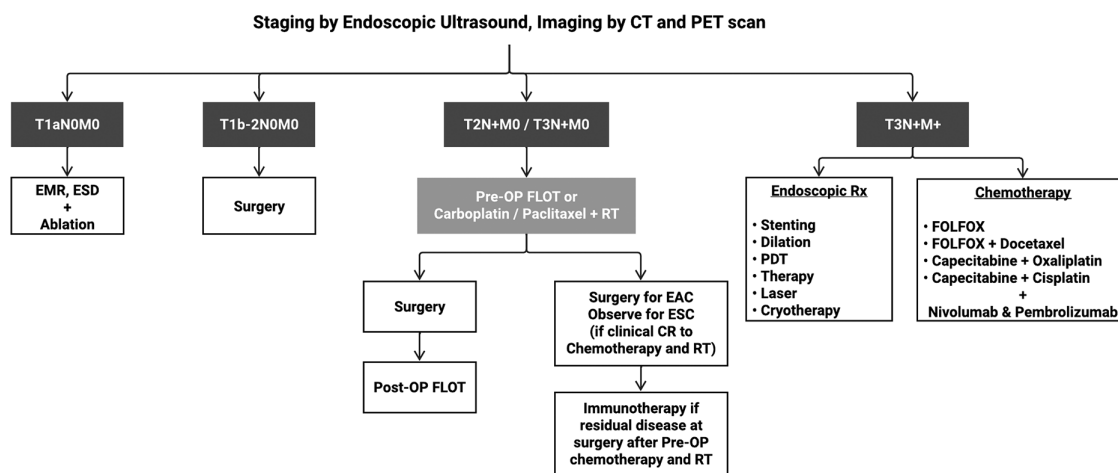 Staging by Endoscopic Ultrasound, Imaging by CT and PET scan
T1aN0M0
T1b-2N0M0
T2N+M0 / T3N+M0
T3N+M+
EMR, ESD
+
Ablation
Surgery
Pre-OP FLOT or
Carboplatin / Paclitaxel + RT
Endoscopic Rx
• Stenting
• Dilation
• PDT
• Therapy
• Laser
• Cryotherapy
Chemotherapy
• FOLFOX
• FOLFOX + Docetaxel
• Capecitabine + Oxaliplatin
• Capecitabine + Cisplatin
+
Nivolumab & Pembrolizumab
Surgery
Post-OP FLOT
Surgery for EAC
Observe for ESC
(if clinical CR to
Chemotherapy and RT)
Immunotherapy if
residual disease at
surgery after Pre-OP
chemotherapy and RT